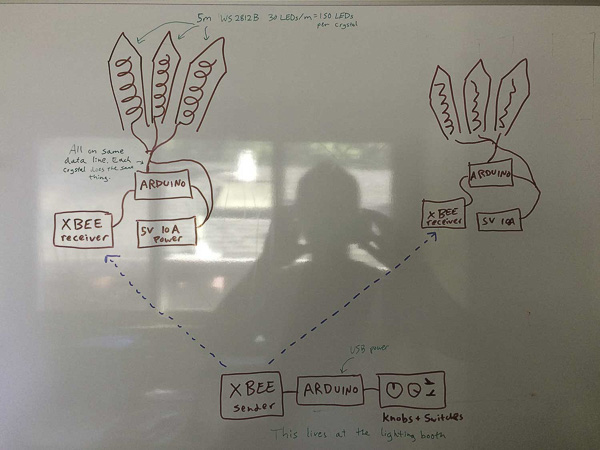 5m WS2812B 30 LEDs/m = 150 LEDs
per crystal
All on same
data line. Each
crystal does the same
thing.
ARDUINO
XBEE
receiver
5V 10A
Power
ARDUINO
XBEE
receiver
5V 10A
USB power
XBEE
sender
ARDUINO
Knobs + Switches
This lives at the lighting booth